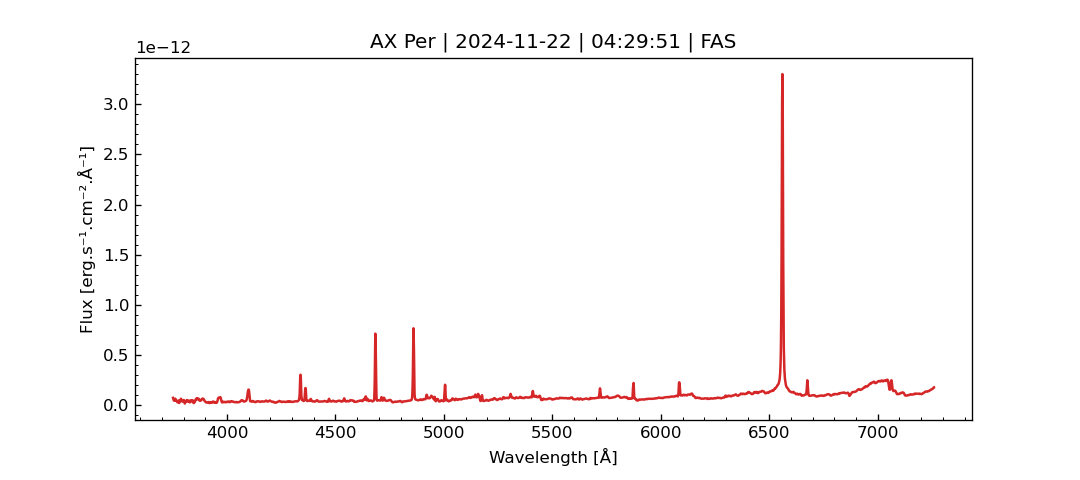 AX Per | 2024-11-22 | 04:29:51 | FAS
1e−12
3.0
2.5
2.0
1.5
1.0
0.5
0.0
Flux [erg.s⁻¹.cm⁻².Å⁻¹]
4000 4500 5000 5500 6000 6500 7000
Wavelength [Å]